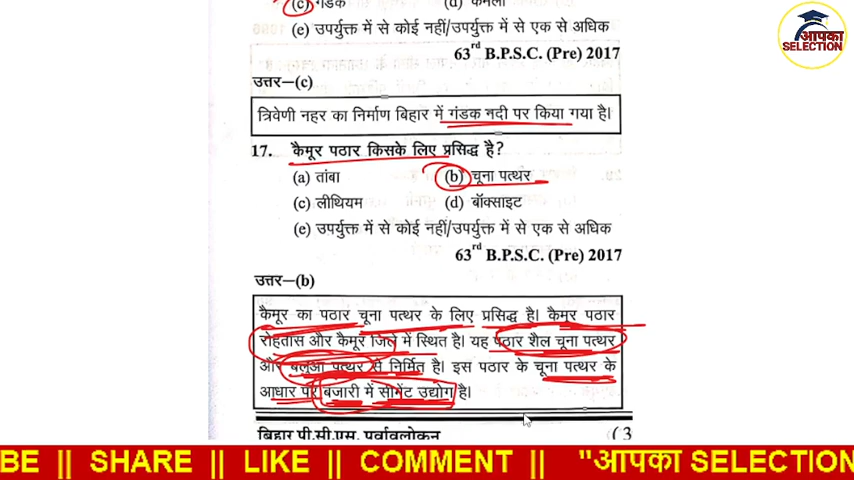 (c) गंडक (d) कमला
(e) उपर्युक्त में से कोई नहीं/उपर्युक्त में से एक से अधिक
63rd B.P.S.C. (Pre) 2017
उत्तर–(c)
त्रिवेणी नहर का निर्माण बिहार में गंडक नदी पर किया गया है।
17. कैमूर पठार किसके लिए प्रसिद्ध है?
(a) तांबा (b) चूना पत्थर
(c) लीथियम (d) बॉक्साइट
(e) उपर्युक्त में से कोई नहीं/उपर्युक्त में से एक से अधिक
63rd B.P.S.C. (Pre) 2017
उत्तर–(b)
कैमूर का पठार चूना पत्थर के लिए प्रसिद्ध है। कैमूर पठार
रोहतास और कैमूर जिले में स्थित है। यह पठार शैल चूना पत्थर
और बलुआ पत्थर से निर्मित है। इस पठार के चूना पत्थर के
आधार पर बंजारी में सीमेंट उद्योग है।
बिहार पी.सी.एस. पूर्वावलोकन (3
आपका
SELECTION
BE || SHARE || LIKE || COMMENT || "आपका SELECTION